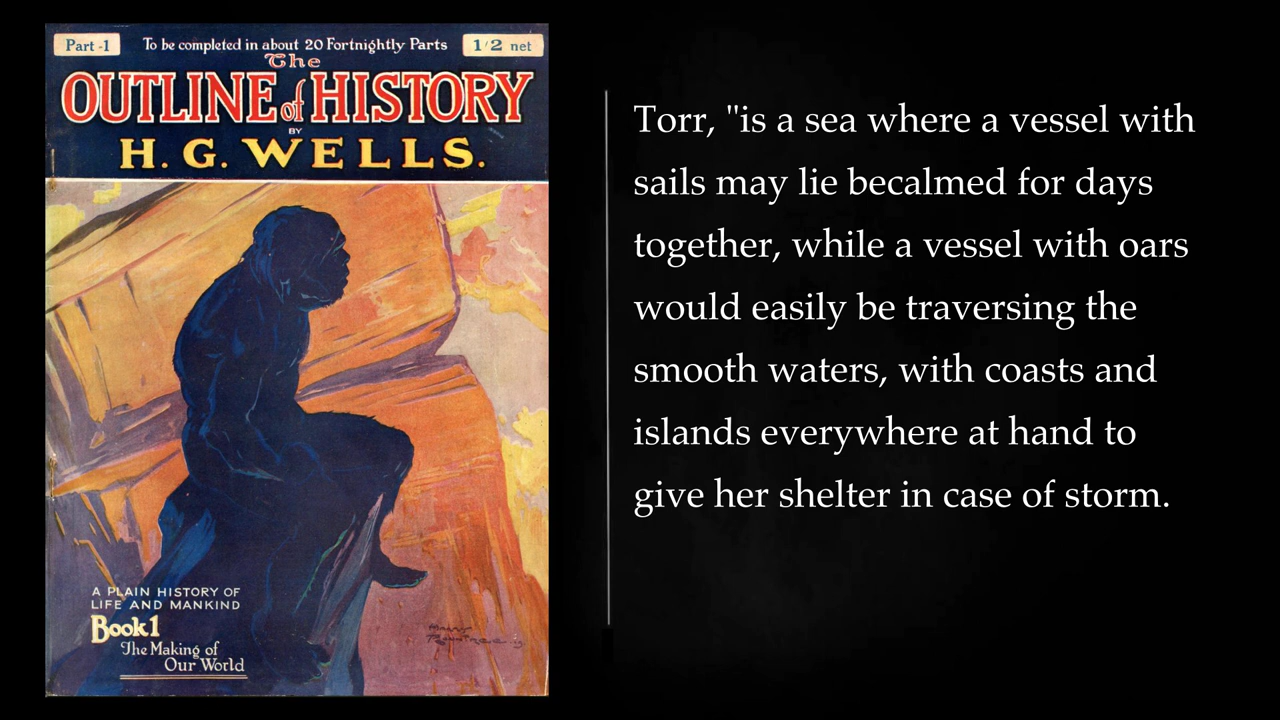 Part -1
To be completed in about 20 Fortnightly Parts
1/2 net
The
OUTLINE of HISTORY
BY
H. G. WELLS.
A PLAIN HISTORY OF
LIFE AND MANKIND
Book 1
The Making of
Our World
Torr, "is a sea where a vessel with
sails may lie becalmed for days
together, while a vessel with oars
would easily be traversing the
smooth waters, with coasts and
islands everywhere at hand to
give her shelter in case of storm.